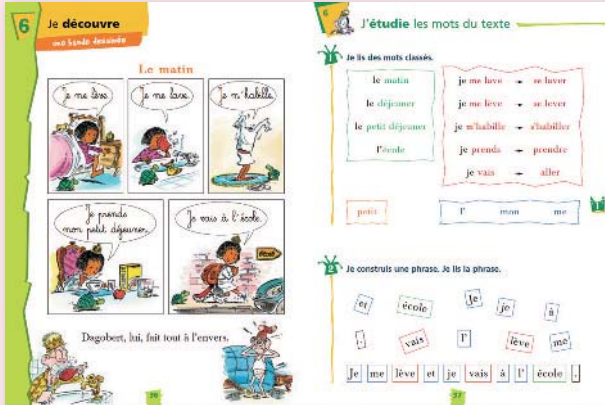 6
Je découvre
une bande dessinée
Le matin
Je me lève.
Je me lave.
Je m'habille.
Je prends
mon petit déjeuner.
Je vais à l'école.
école
Dagobert, lui, fait tout à l'envers.
26
6
J'étudie les mots du texte
1
Je lis des mots classés.
le matin
le déjeuner
le petit déjeuner
l'école
je me lave → se laver
je me lève → se lever
je m'habille → s'habiller
je prends → prendre
je vais → aller
petit
l' mon me
2
Je construis une phrase. Je lis la phrase.
et école Je je à
. vais l' lève me
Je me lève et je vais à l' école .
27